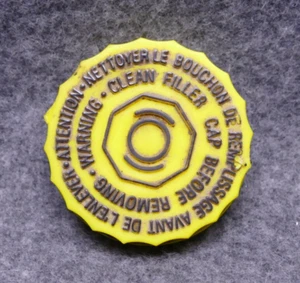 ATTENTION • NETTOYER LE BOUCHON DE REMPLISSAGE AVANT DE L'ENLEVER •
WARNING • CLEAN FILLER CAP BEFORE REMOVING •